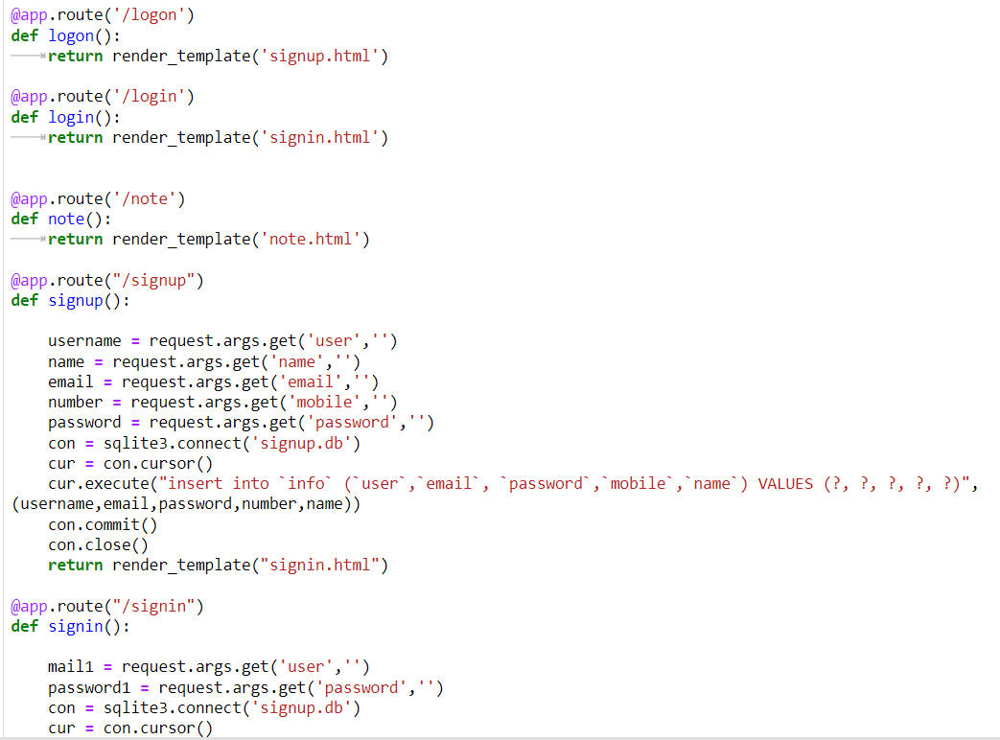 @app.route('/logon')
def logon():
    return render_template('signup.html')

@app.route('/login')
def login():
    return render_template('signin.html')


@app.route('/note')
def note():
    return render_template('note.html')

@app.route("/signup")
def signup():

    username = request.args.get('user','')
    name = request.args.get('name','')
    email = request.args.get('email','')
    number = request.args.get('mobile','')
    password = request.args.get('password','')
    con = sqlite3.connect('signup.db')
    cur = con.cursor()
    cur.execute("insert into `info` (`user`,`email`, `password`,`mobile`,`name`) VALUES (?, ?, ?, ?, ?)",
(username,email,password,number,name))
    con.commit()
    con.close()
    return render_template("signin.html")

@app.route("/signin")
def signin():

    mail1 = request.args.get('user','')
    password1 = request.args.get('password','')
    con = sqlite3.connect('signup.db')
    cur = con.cursor()